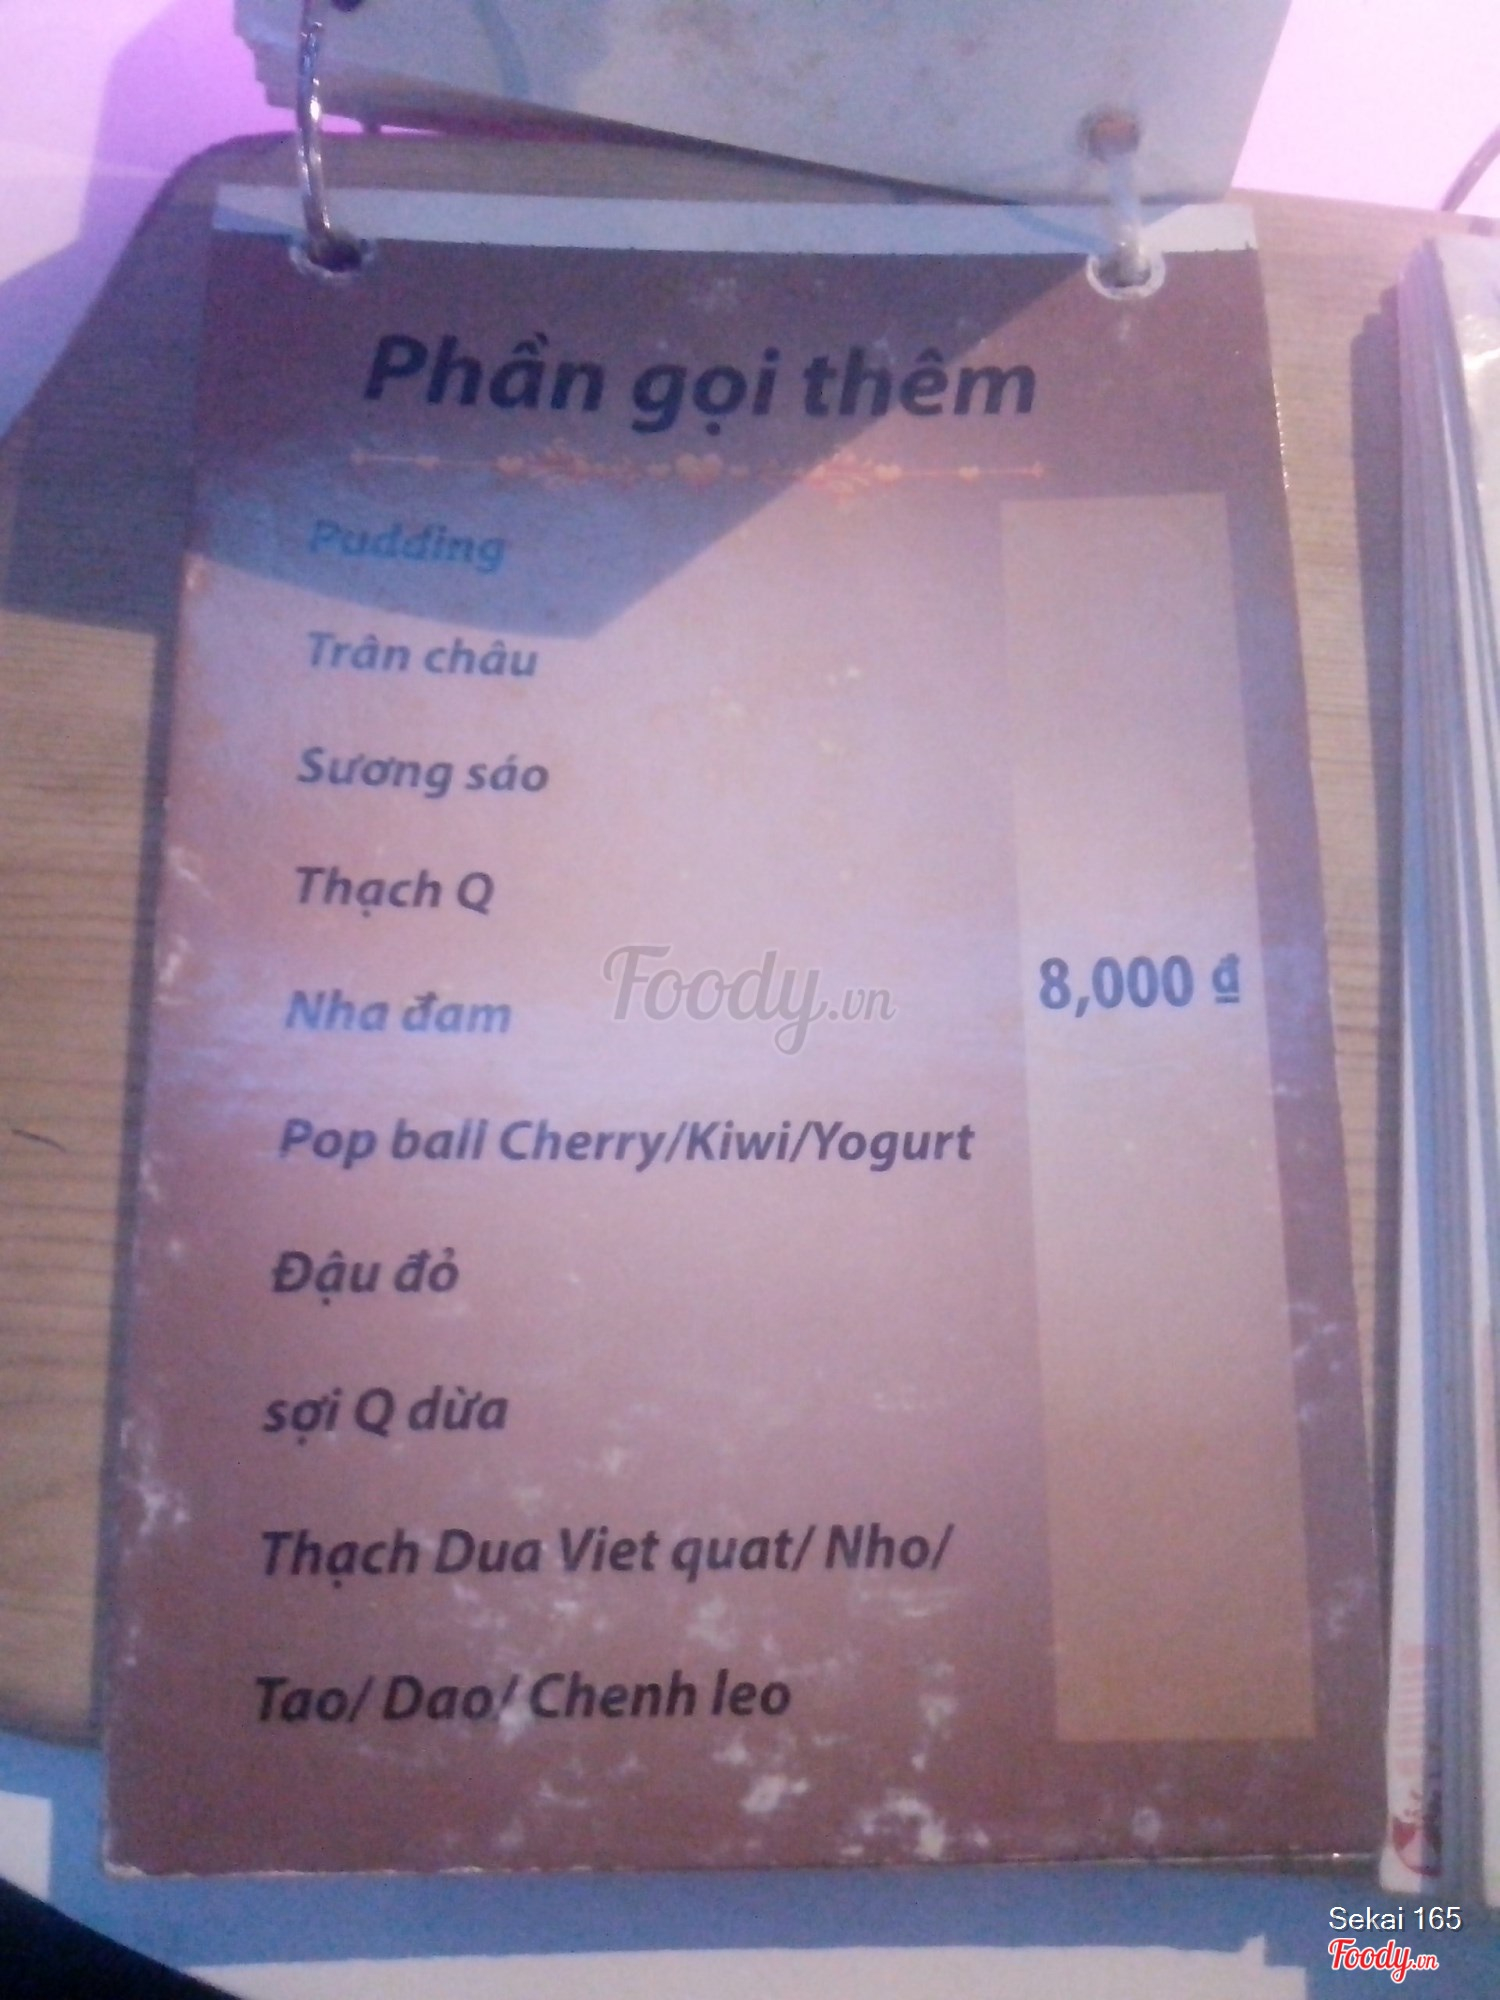 Phần gọi thêm
Pudding
Trân châu
Sương sáo
Thạch Q
Nha đam
8,000 đ
Foody.vn
Pop ball Cherry/Kiwi/Yogurt
Đậu đỏ
sợi Q dừa
Thạch Dua Viet quat/ Nho/
Tao/ Dao/ Chenh leo
Sekai 165
Foody.vn